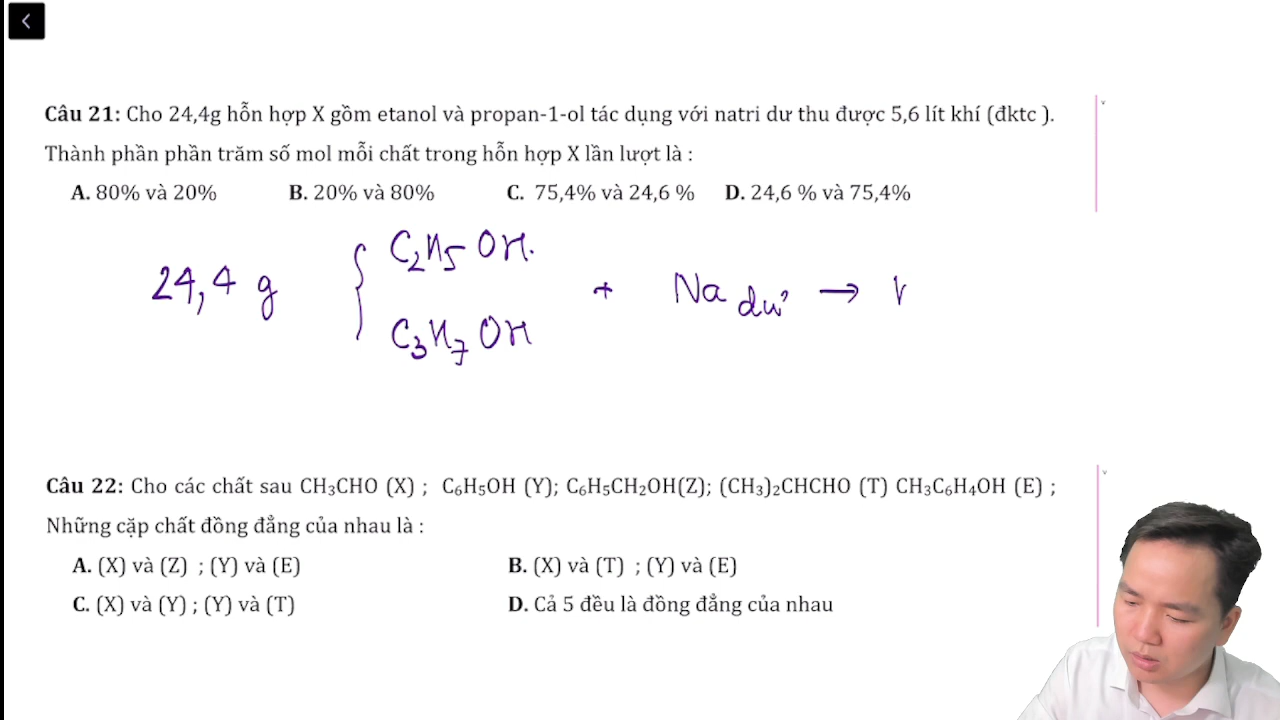 Câu 21: Cho 24,4g hỗn hợp X gồm etanol và propan-1-ol tác dụng với natri dư thu được 5,6 lít khí (đktc ).
Thành phần phần trăm số mol mỗi chất trong hỗn hợp X lần lượt là :
A. 80% và 20% B. 20% và 80% C. 75,4% và 24,6 % D. 24,6 % và 75,4%
24,4 g { C₂H₅OH.
C₃H₇OH + Na dư →
Câu 22: Cho các chất sau CH₃CHO (X) ; C₆H₅OH (Y); C₆H₅CH₂OH(Z); (CH₃)₂CHCHO (T) CH₃C₆H₄OH (E) ;
Những cặp chất đồng đẳng của nhau là :
A. (X) và (Z) ; (Y) và (E) B. (X) và (T) ; (Y) và (E)
C. (X) và (Y) ; (Y) và (T) D. Cả 5 đều là đồng đẳng của nhau